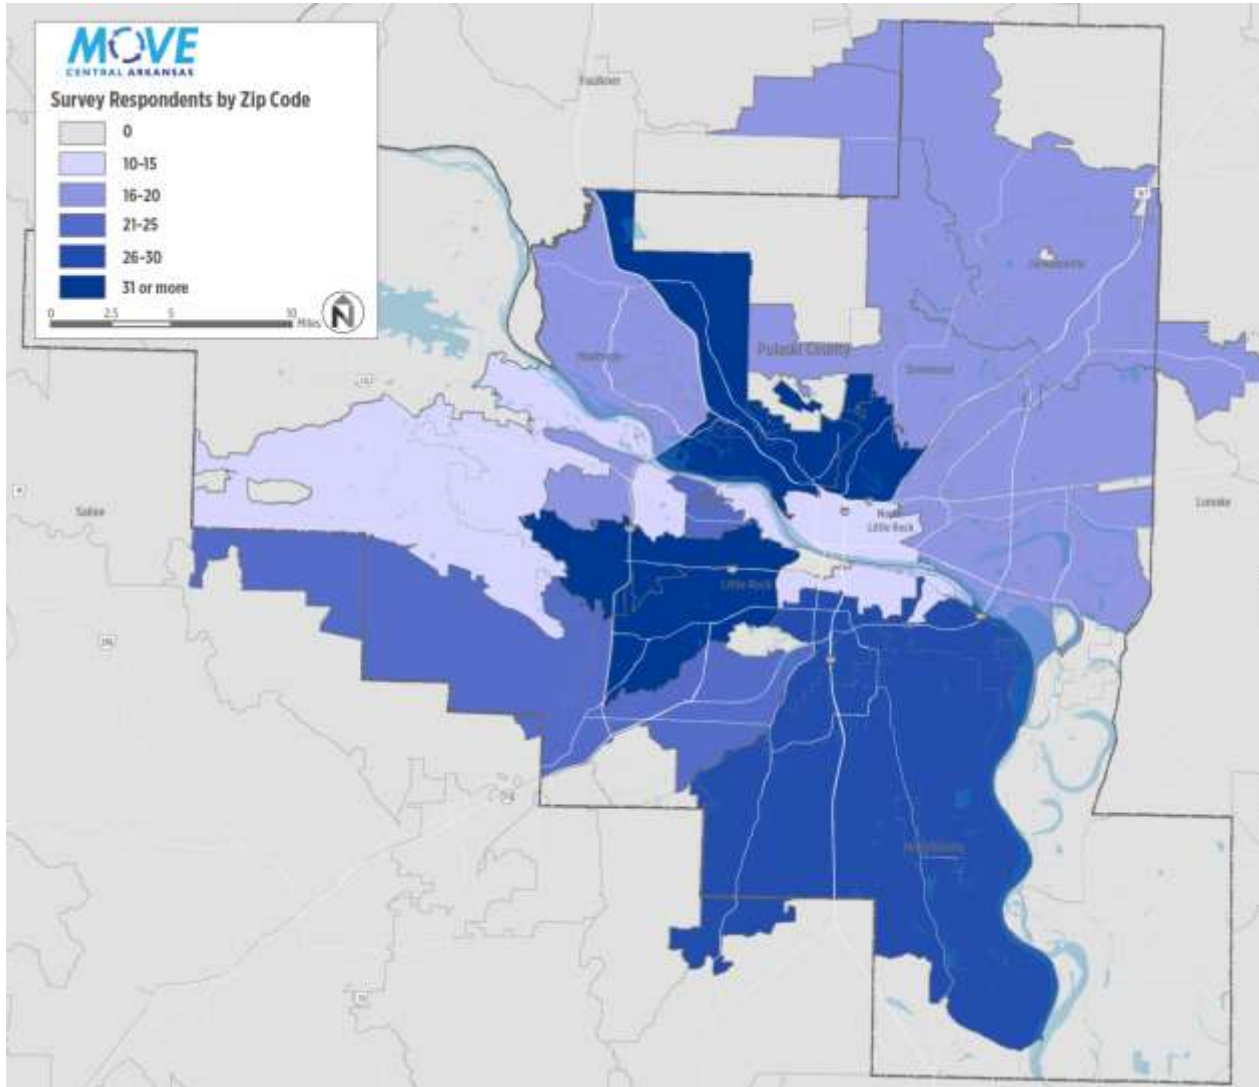 MOVE
CENTRAL ARKANSAS
Survey Respondents by Zip Code
0
10-15
16-20
21-25
26-30
31 or more
0 2.5 5 10
Miles
N
Faulkner
Pulaski County
Saline
Lonoke
North
Little Rock
Little Rock